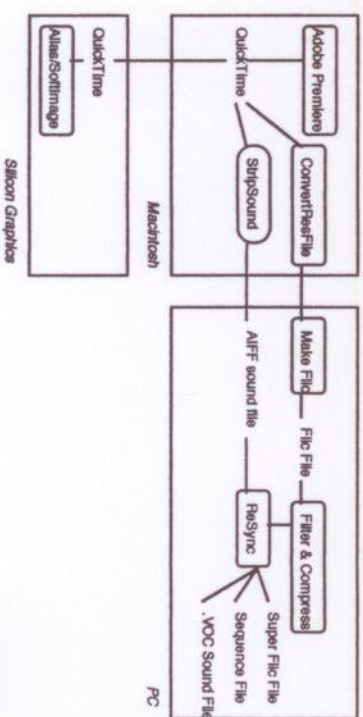 Adobe Premiere
QuickTime
ConvertResFile
StripSound
Macintosh
QuickTime
Alias/Softimage
Silicon Graphics
Make Flic
Flic File
Filter & Compress
AIFF sound file
ReSync
Super Flic File
Sequence File
.VOC Sound File
PC